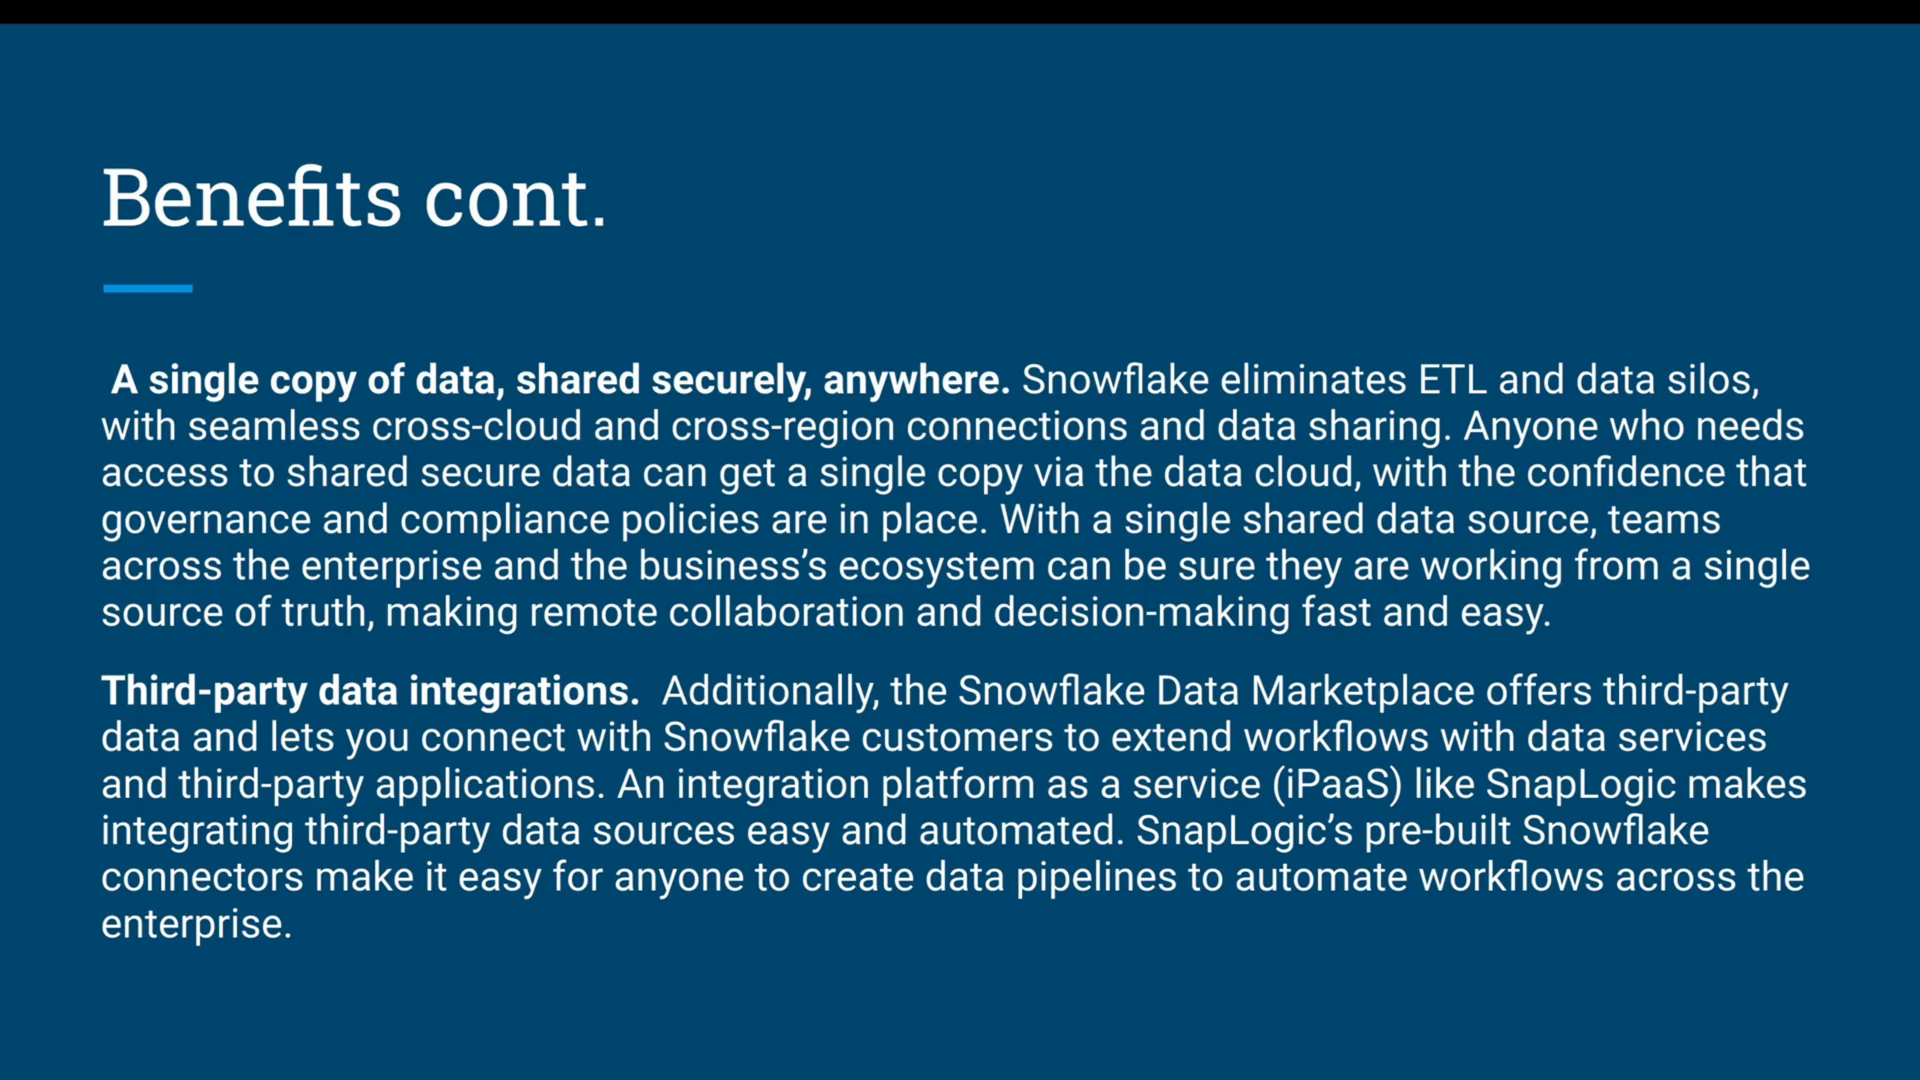 Benefits cont.
A single copy of data, shared securely, anywhere. Snowflake eliminates ETL and data silos,
with seamless cross-cloud and cross-region connections and data sharing. Anyone who needs
access to shared secure data can get a single copy via the data cloud, with the confidence that
governance and compliance policies are in place. With a single shared data source, teams
across the enterprise and the business’s ecosystem can be sure they are working from a single
source of truth, making remote collaboration and decision-making fast and easy.
Third-party data integrations.  Additionally, the Snowflake Data Marketplace offers third-party
data and lets you connect with Snowflake customers to extend workflows with data services
and third-party applications. An integration platform as a service (iPaaS) like SnapLogic makes
integrating third-party data sources easy and automated. SnapLogic’s pre-built Snowflake
connectors make it easy for anyone to create data pipelines to automate workflows across the
enterprise.